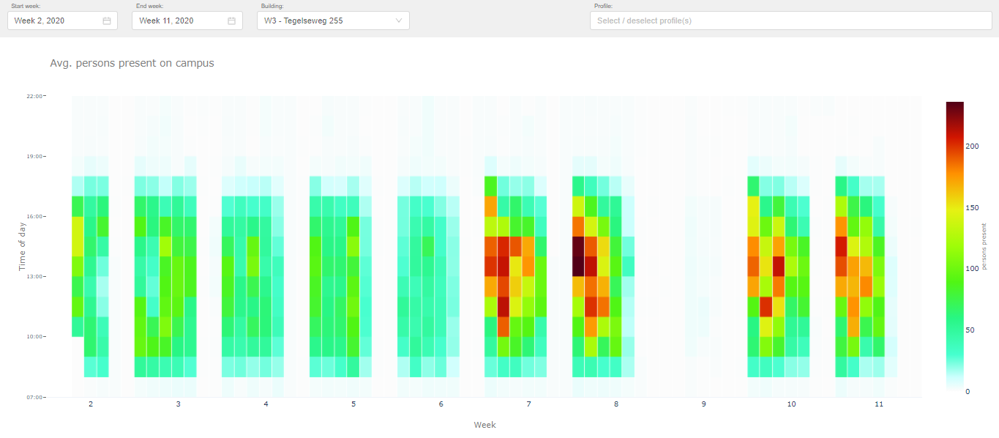 Start week: End week: Building: Profile:
Week 2, 2020 Week 11, 2020 W3 - Tegelseweg 255 Select / deselect profile(s)
Avg. persons present on campus
22:00
19:00
16:00
13:00
10:00
07:00
Time of day
2 3 4 5 6 7 8 9 10 11
Week
200
150
100
50
0
persons present